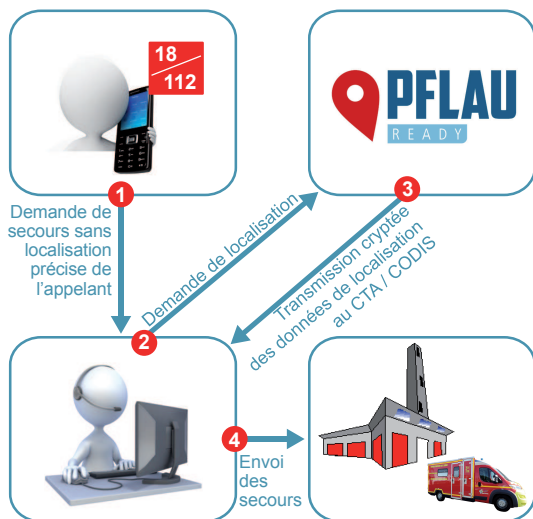 18
112
PFLAU
READY
1
Demande de
secours sans
localisation
précise de
l'appelant
2
Demande de localisation
3
Transmission cryptée
des données de localisation
au CTA / CODIS
4
Envoi
des
secours